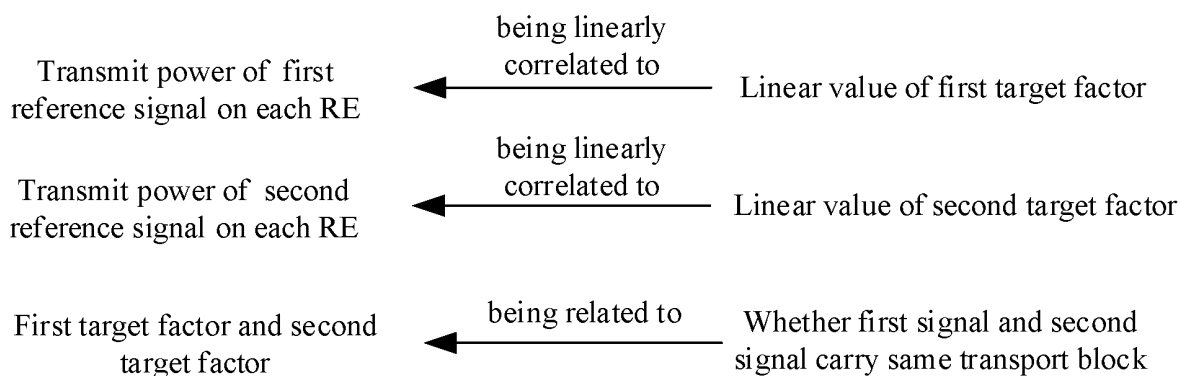 being linearly
correlated to
Transmit power of first
reference signal on each RE
Linear value of first target factor
being linearly
correlated to
Transmit power of second
reference signal on each RE
Linear value of second target factor
being related to
First target factor and second
target factor
Whether first signal and second
signal carry same transport block